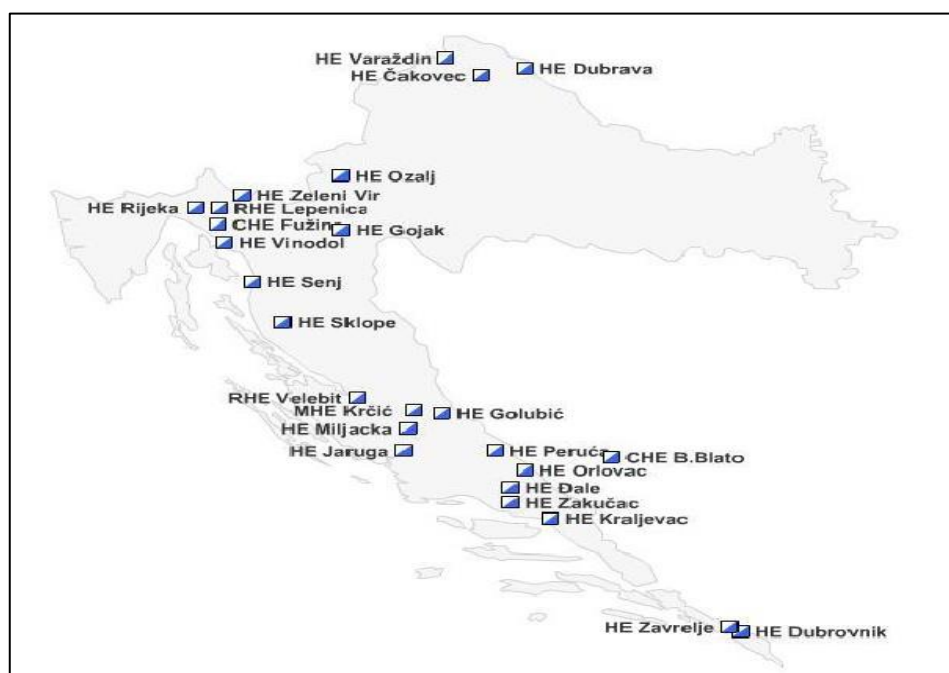 HE Varaždin
HE Dubrava
HE Čakovec
HE Ozalj
HE Zeleni Vir
HE Rijeka
RHE Lepenica
CHE Fužine
HE Gojak
HE Vinodol
HE Senj
HE Sklope
RHE Velebit
MHE Krčić
HE Golubić
HE Miljacka
HE Jaruga
HE Peruća
CHE B.Blato
HE Orlovac
HE Đale
HE Zakučac
HE Kraljevac
HE Zavrelje
HE Dubrovnik